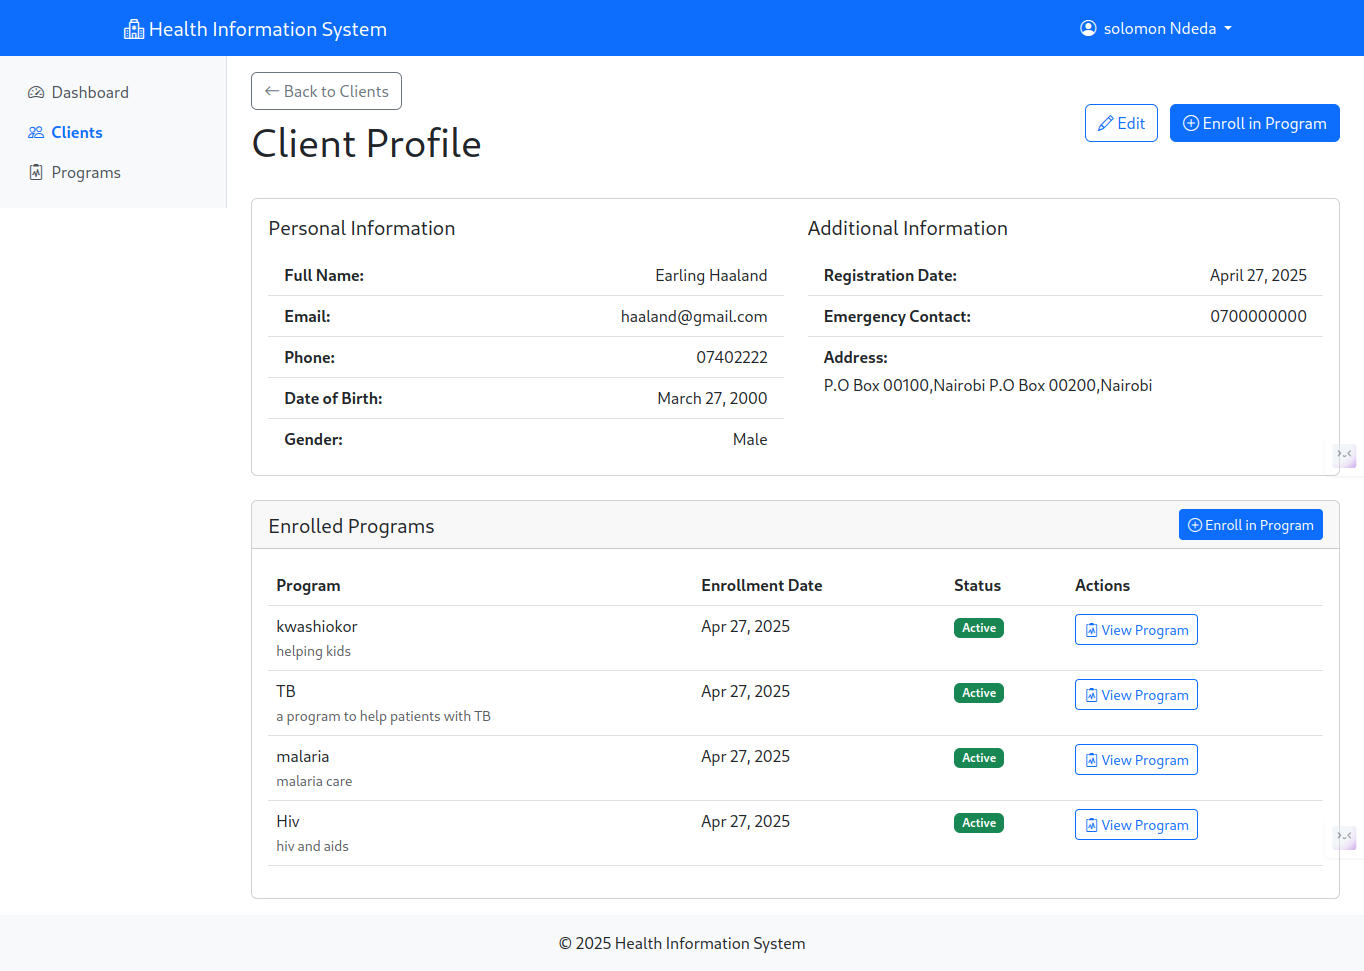 Health Information System
solomon Ndeda
Dashboard
Clients
Programs
Back to Clients
Client Profile
Edit
Enroll in Program
Personal Information
Full Name: Earling Haaland
Email: haaland@gmail.com
Phone: 07402222
Date of Birth: March 27, 2000
Gender: Male
Additional Information
Registration Date: April 27, 2025
Emergency Contact: 0700000000
Address:
P.O Box 00100,Nairobi P.O Box 00200,Nairobi
Enrolled Programs
Enroll in Program
Program Enrollment Date Status Actions
kwashiokor Apr 27, 2025 Active View Program
helping kids
TB Apr 27, 2025 Active View Program
a program to help patients with TB
malaria Apr 27, 2025 Active View Program
malaria care
Hiv Apr 27, 2025 Active View Program
hiv and aids
© 2025 Health Information System